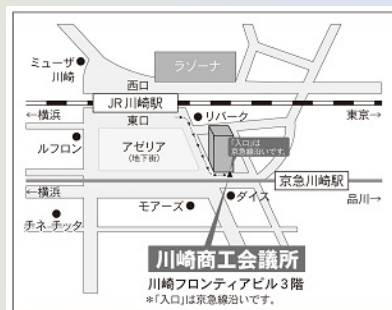 ミューザ
川崎
ラゾーナ
西口
JR川崎駅
←横浜
東京→
東口
リバーク
「入口」は
京急線沿いです。
ルフロン
アゼリア
(地下街)
京急川崎駅
←横浜
品川→
ダイス
モアーズ
チネ チッタ
川崎商工会議所
川崎フロンティアビル3階
＊「入口」は京急線沿いです。